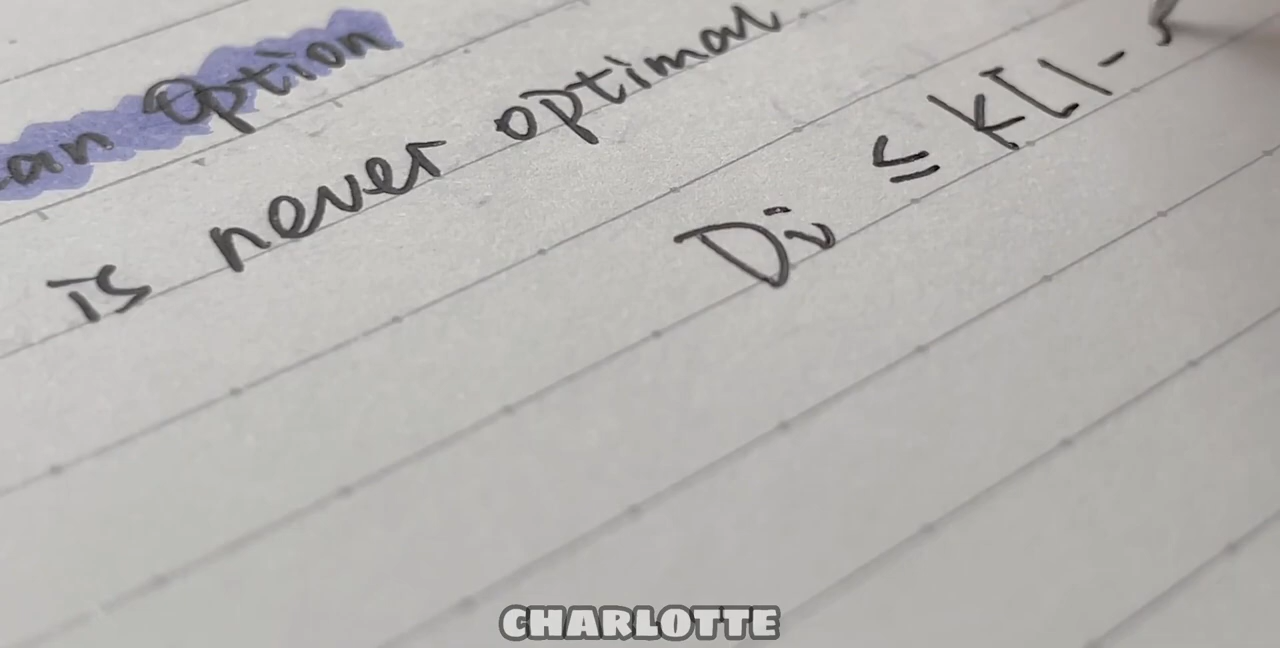 an Option
is never optimal
Di ≤ K[1-
CHARLOTTE